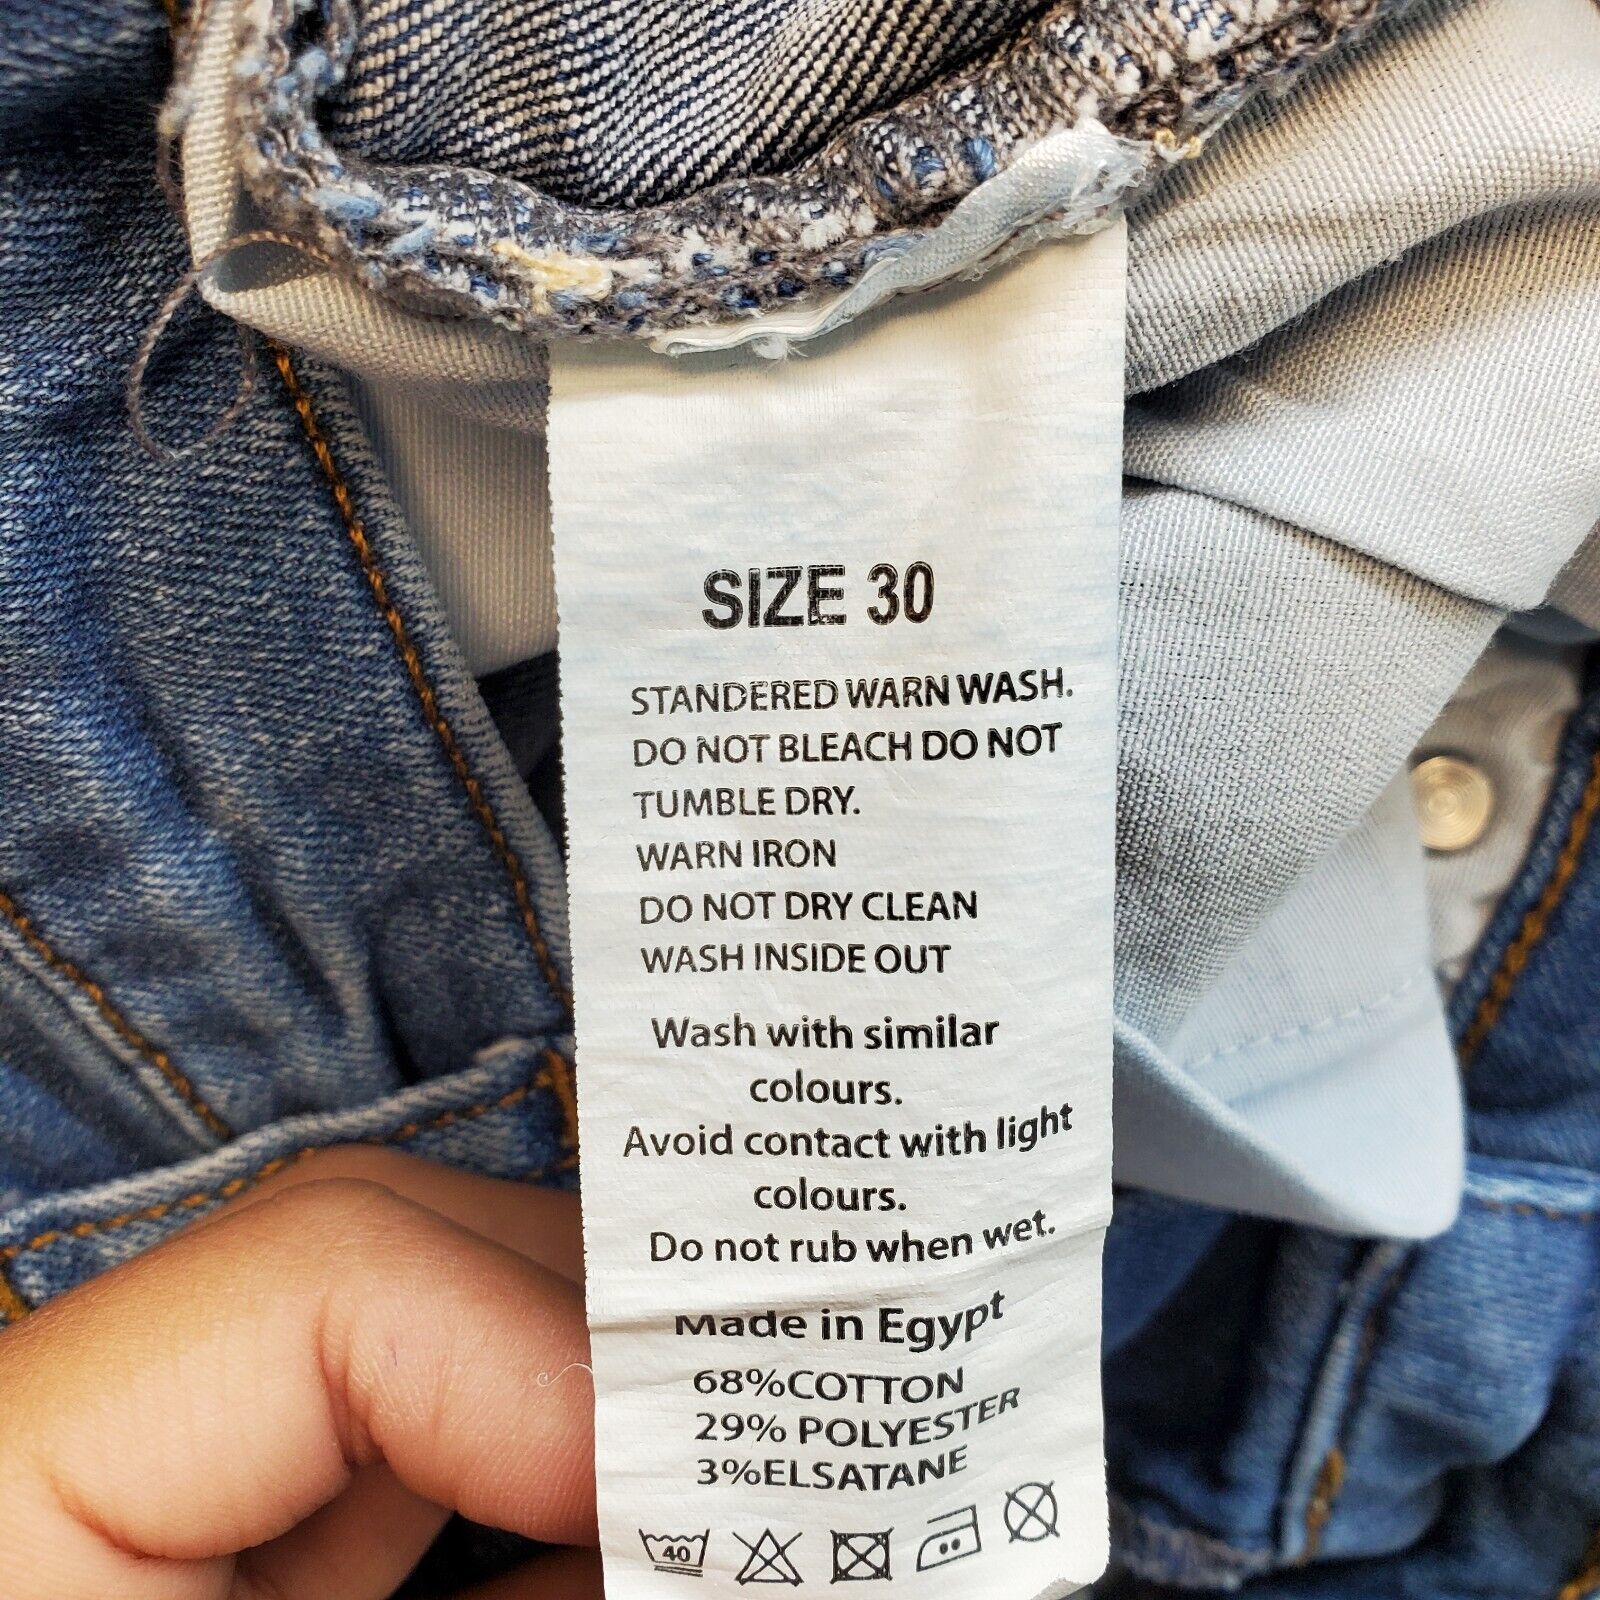 SIZE 30
STANDERED WARN WASH.
DO NOT BLEACH DO NOT
TUMBLE DRY.
WARN IRON
DO NOT DRY CLEAN
WASH INSIDE OUT
Wash with similar
colours.
Avoid contact with light
colours.
Do not rub when wet.
Made in Egypt
68%COTTON
29% POLYESTER
3%ELSATANE
40